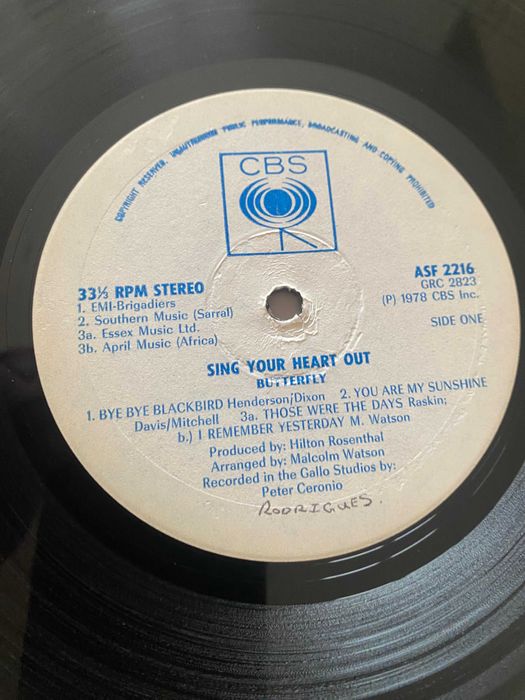 COPYRIGHT RESERVED. UNAUTHORISED PUBLIC PERFORMANCE, BROADCASTING AND COPYING PROHIBITED
CBS
33⅓ RPM STEREO
1. EMI-Brigadiers
2. Southern Music (Sarral)
3a. Essex Music Ltd.
3b. April Music (Africa)
ASF 2216
GRC 2823
(P) 1978 CBS Inc.
SIDE ONE
SING YOUR HEART OUT
BUTTERFLY
1. BYE BYE BLACKBIRD Henderson/Dixon 2. YOU ARE MY SUNSHINE
Davis/Mitchell 3a. THOSE WERE THE DAYS Raskin;
b.) I REMEMBER YESTERDAY M. Watson
Produced by: Hilton Rosenthal
Arranged by: Malcolm Watson
Recorded in the Gallo Studios by:
Peter Ceronio
RODRIGUES.